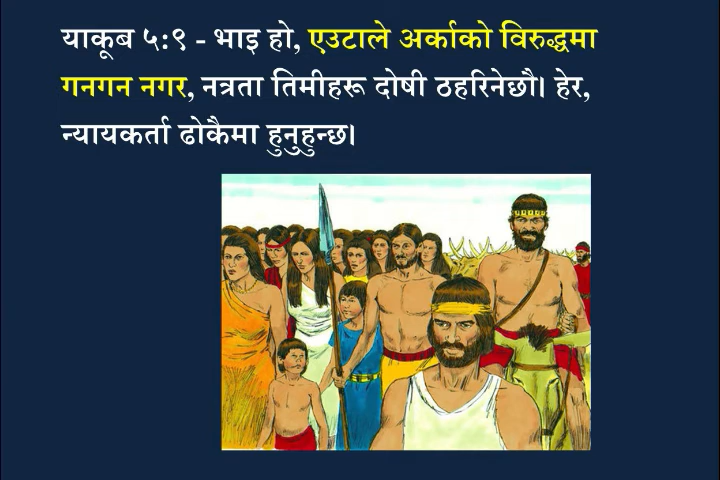 याकूब ५:९ - भाइ हो, एउटाले अर्काको विरुद्धमा
गनगन नगर, नत्रता तिमीहरू दोषी ठहरिनेछौ। हेर,
न्यायकर्ता ढोकैमा हुनुहुन्छ।